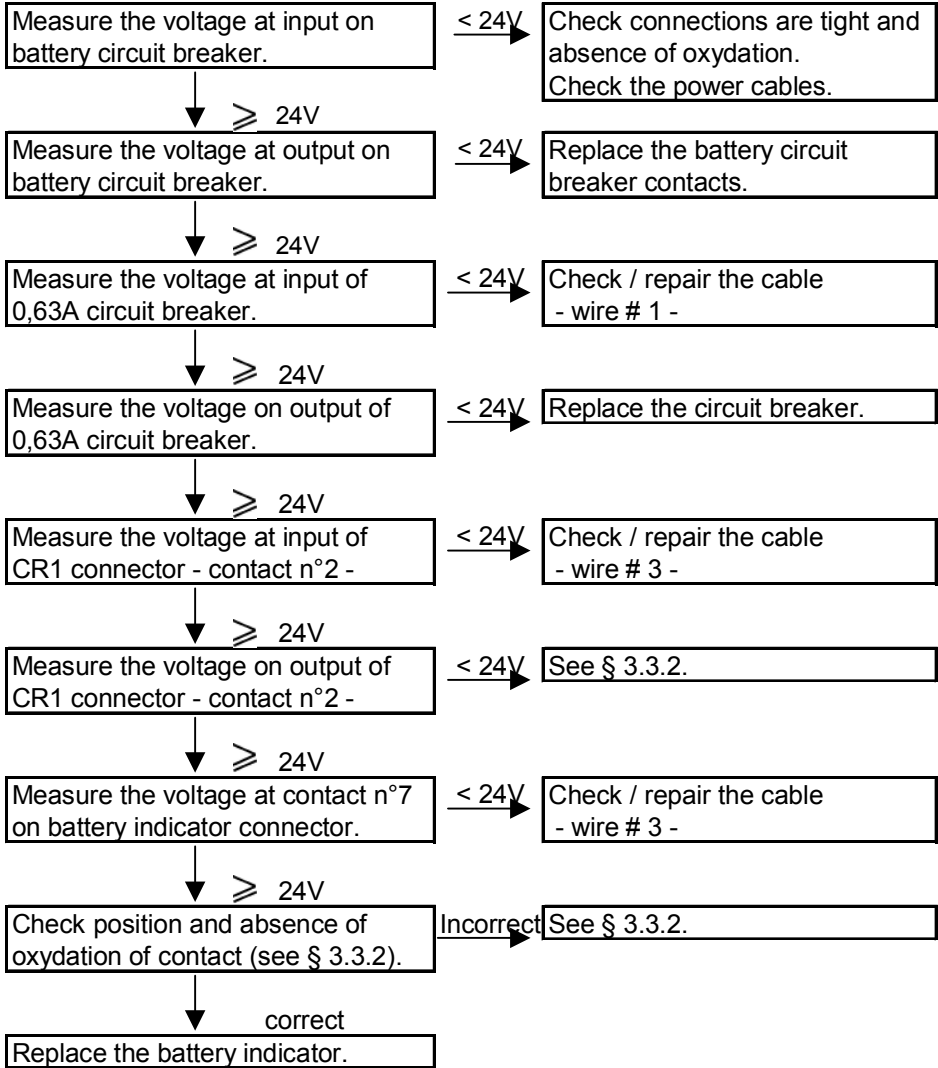 Measure the voltage at input on
battery circuit breaker.
< 24V
Check connections are tight and
absence of oxydation.
Check the power cables.
⩾ 24V
Measure the voltage at output on
battery circuit breaker.
< 24V
Replace the battery circuit
breaker contacts.
⩾ 24V
Measure the voltage at input of
0,63A circuit breaker.
< 24V
Check / repair the cable
- wire # 1 -
⩾ 24V
Measure the voltage on output of
0,63A circuit breaker.
< 24V
Replace the circuit breaker.
⩾ 24V
Measure the voltage at input of
CR1 connector - contact n°2 -
< 24V
Check / repair the cable
- wire # 3 -
⩾ 24V
Measure the voltage on output of
CR1 connector - contact n°2 -
< 24V
See § 3.3.2.
⩾ 24V
Measure the voltage at contact n°7
on battery indicator connector.
< 24V
Check / repair the cable
- wire # 3 -
⩾ 24V
Check position and absence of
oxydation of contact (see § 3.3.2).
Incorrect
See § 3.3.2.
correct
Replace the battery indicator.